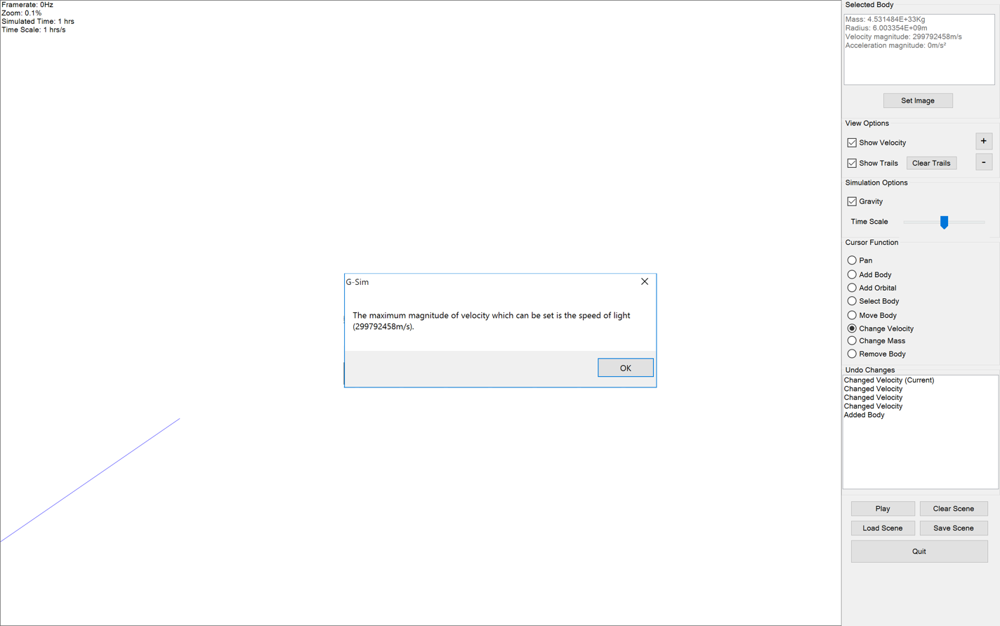 Framerate: 0Hz
Zoom: 0.1%
Simulated Time: 1 hrs
Time Scale: 1 hrs/s
Selected Body
Mass: 4.531484E+33Kg
Radius: 6.003354E+09m
Velocity magnitude: 299792458m/s
Acceleration magnitude: 0m/s²
Set Image
View Options
Show Velocity
+
Show Trails
Clear Trails
-
Simulation Options
Gravity
Time Scale
Cursor Function
Pan
Add Body
Add Orbital
Select Body
Move Body
Change Velocity
Change Mass
Remove Body
G-Sim
The maximum magnitude of velocity which can be set is the speed of light
(299792458m/s).
OK
Undo Changes
Changed Velocity (Current)
Changed Velocity
Changed Velocity
Changed Velocity
Added Body
Play
Clear Scene
Load Scene
Save Scene
Quit